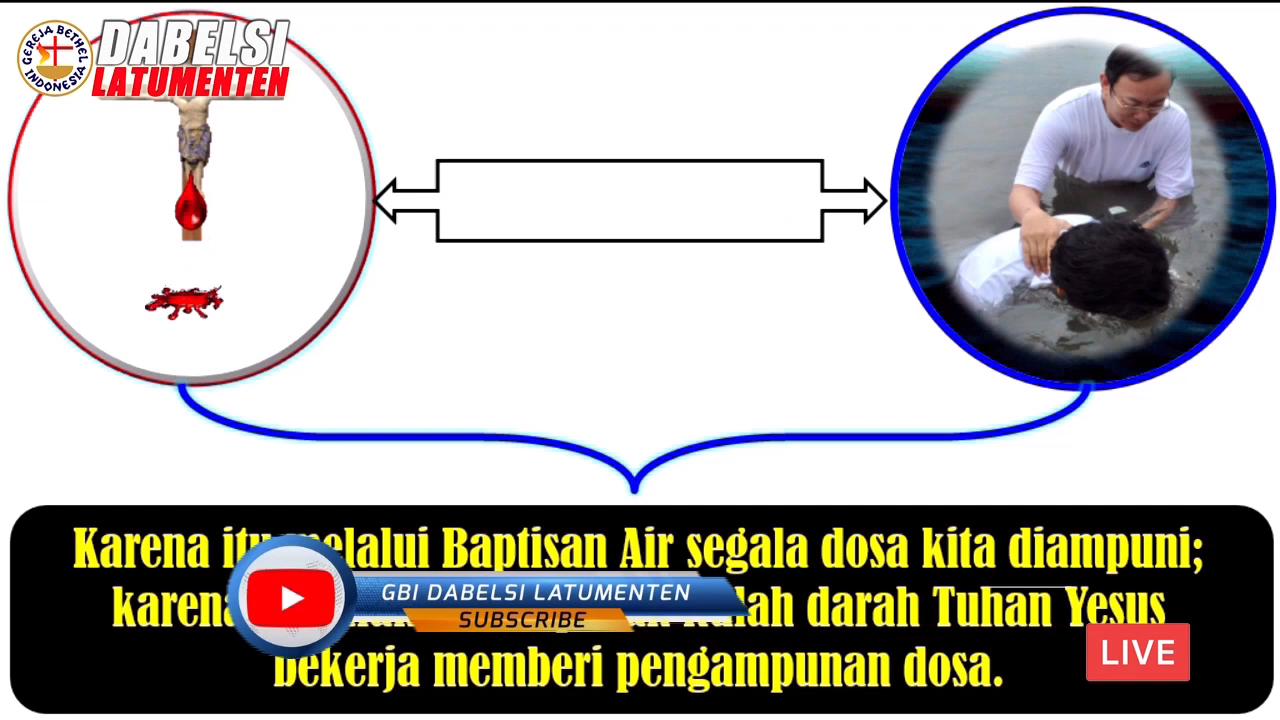 GEREJA BETHEL INDONESIA
DABELSI
LATUMENTEN
Karena itu melalui Baptisan Air segala dosa kita diampuni;
karena darah Tuhan Yesus
bekerja memberi pengampunan dosa.
GBI DABELSI LATUMENTEN
SUBSCRIBE
LIVE